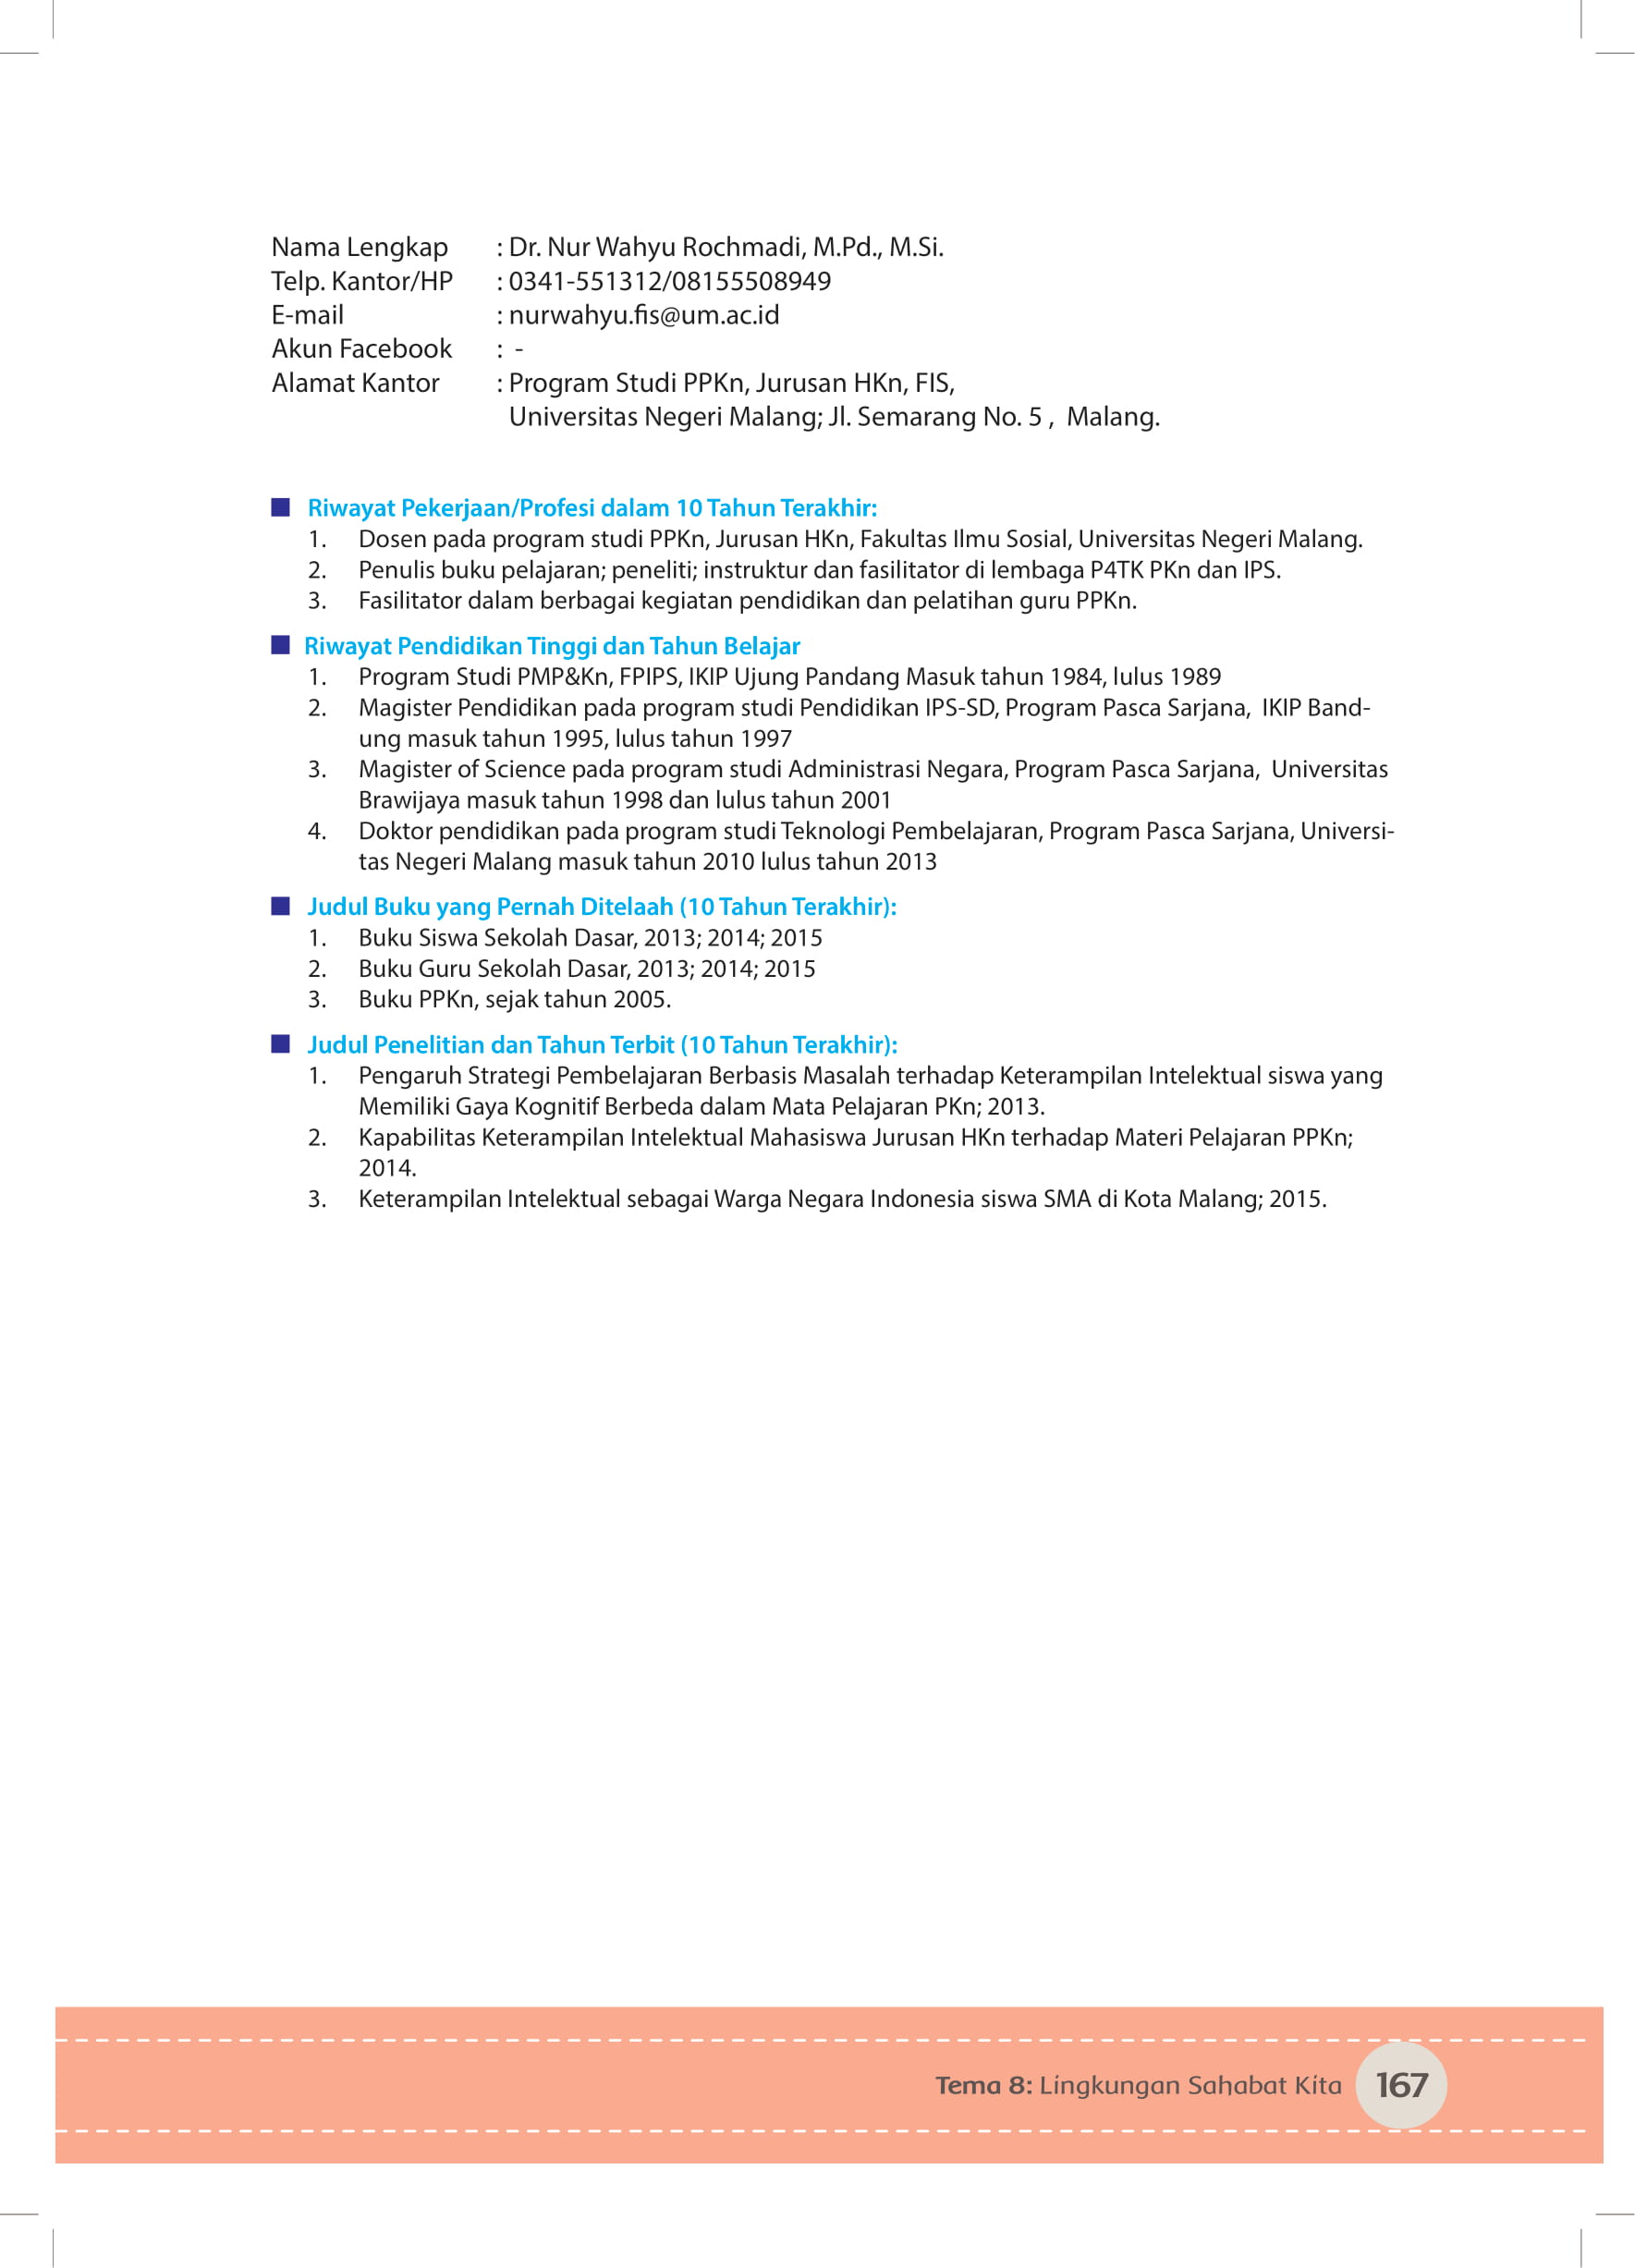 Nama Lengkap : Dr. Nur Wahyu Rochmadi, M.Pd., M.Si.
Telp. Kantor/HP : 0341-551312/08155508949
E-mail : nurwahyu.fis@um.ac.id
Akun Facebook : -
Alamat Kantor : Program Studi PPKn, Jurusan HKn, FIS,
Universitas Negeri Malang; Jl. Semarang No. 5 , Malang.
Riwayat Pekerjaan/Profesi dalam 10 Tahun Terakhir:
1. Dosen pada program studi PPKn, Jurusan HKn, Fakultas Ilmu Sosial, Universitas Negeri Malang.
2. Penulis buku pelajaran; peneliti; instruktur dan fasilitator di lembaga P4TK PKn dan IPS.
3. Fasilitator dalam berbagai kegiatan pendidikan dan pelatihan guru PPKn.
Riwayat Pendidikan Tinggi dan Tahun Belajar
1. Program Studi PMP&Kn, FPIPS, IKIP Ujung Pandang Masuk tahun 1984, lulus 1989
2. Magister Pendidikan pada program studi Pendidikan IPS-SD, Program Pasca Sarjana, IKIP Band-
ung masuk tahun 1995, lulus tahun 1997
3. Magister of Science pada program studi Administrasi Negara, Program Pasca Sarjana, Universitas
Brawijaya masuk tahun 1998 dan lulus tahun 2001
4. Doktor pendidikan pada program studi Teknologi Pembelajaran, Program Pasca Sarjana, Universi-
tas Negeri Malang masuk tahun 2010 lulus tahun 2013
Judul Buku yang Pernah Ditelaah (10 Tahun Terakhir):
1. Buku Siswa Sekolah Dasar, 2013; 2014; 2015
2. Buku Guru Sekolah Dasar, 2013; 2014; 2015
3. Buku PPKn, sejak tahun 2005.
Judul Penelitian dan Tahun Terbit (10 Tahun Terakhir):
1. Pengaruh Strategi Pembelajaran Berbasis Masalah terhadap Keterampilan Intelektual siswa yang
Memiliki Gaya Kognitif Berbeda dalam Mata Pelajaran PKn; 2013.
2. Kapabilitas Keterampilan Intelektual Mahasiswa Jurusan HKn terhadap Materi Pelajaran PPKn;
2014.
3. Keterampilan Intelektual sebagai Warga Negara Indonesia siswa SMA di Kota Malang; 2015.
Tema 8: Lingkungan Sahabat Kita 167